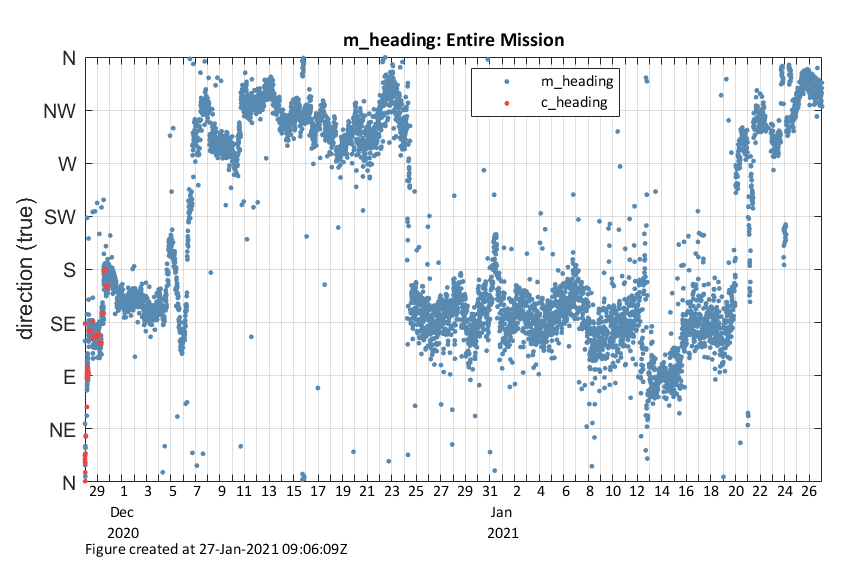 m_heading: Entire Mission
N
NW
W
SW
S
SE
E
NE
N
direction (true)
m_heading
c_heading
29 1 3 5 7 9 11 13 15 17 19 21 23 25 27 29 31 2 4 6 8 10 12 14 16 18 20 22 24 26
Dec Jan
2020 2021
Figure created at 27-Jan-2021 09:06:09Z